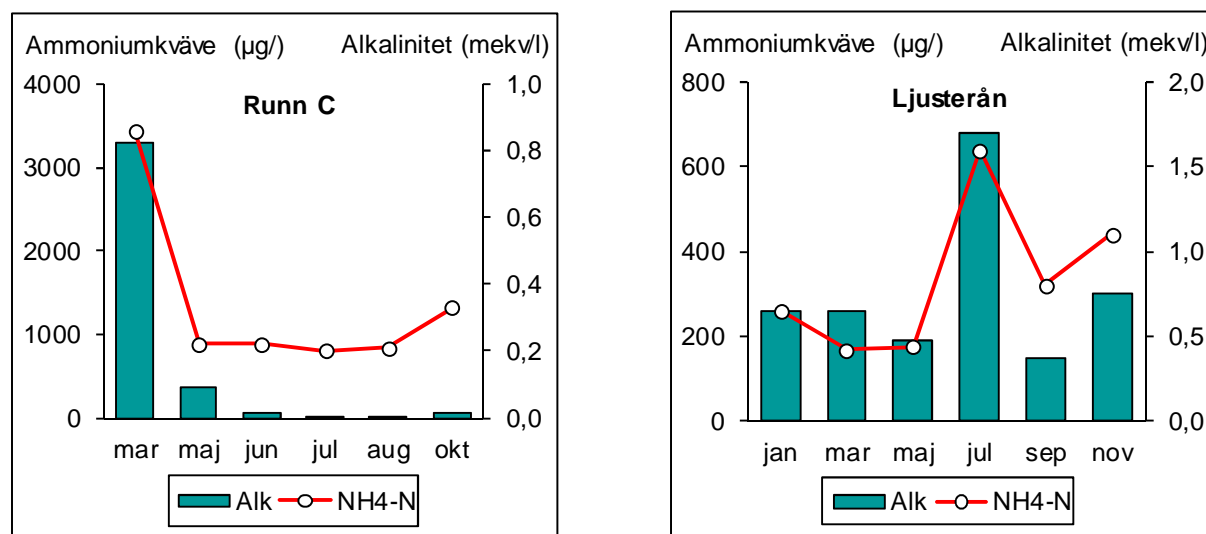 Ammoniumkväve (µg/) Alkalinitet (mekv/l)
Runn C
4000 1,0
3000 0,8
2000 0,6
1000 0,4
0 0,2
0,0
mar maj jun jul aug okt
Alk NH4-N
Ammoniumkväve (µg/) Alkalinitet (mekv/l)
Ljusterån
800 2,0
600 1,5
400 1,0
200 0,5
0 0,0
jan mar maj jul sep nov
Alk NH4-N